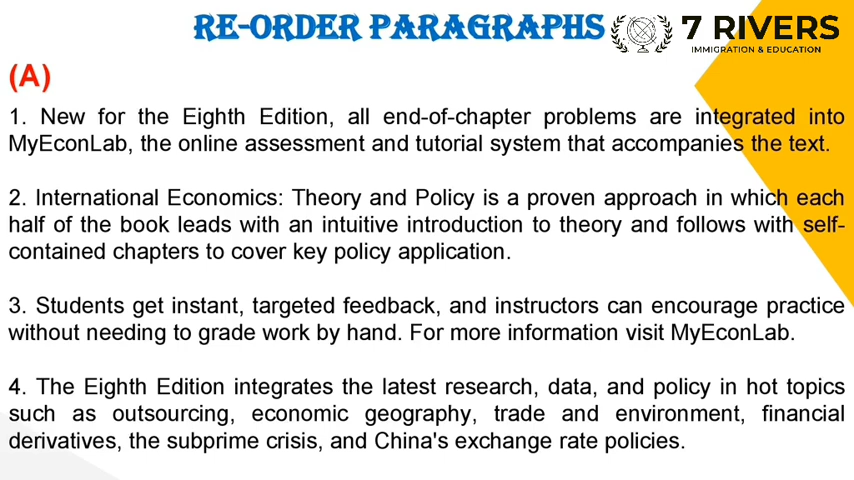 RE-ORDER PARAGRAPHS
7 RIVERS
IMMIGRATION & EDUCATION
(A)
1. New for the Eighth Edition, all end-of-chapter problems are integrated into
MyEconLab, the online assessment and tutorial system that accompanies the text.
2. International Economics: Theory and Policy is a proven approach in which each
half of the book leads with an intuitive introduction to theory and follows with self-
contained chapters to cover key policy application.
3. Students get instant, targeted feedback, and instructors can encourage practice
without needing to grade work by hand. For more information visit MyEconLab.
4. The Eighth Edition integrates the latest research, data, and policy in hot topics
such as outsourcing, economic geography, trade and environment, financial
derivatives, the subprime crisis, and China's exchange rate policies.